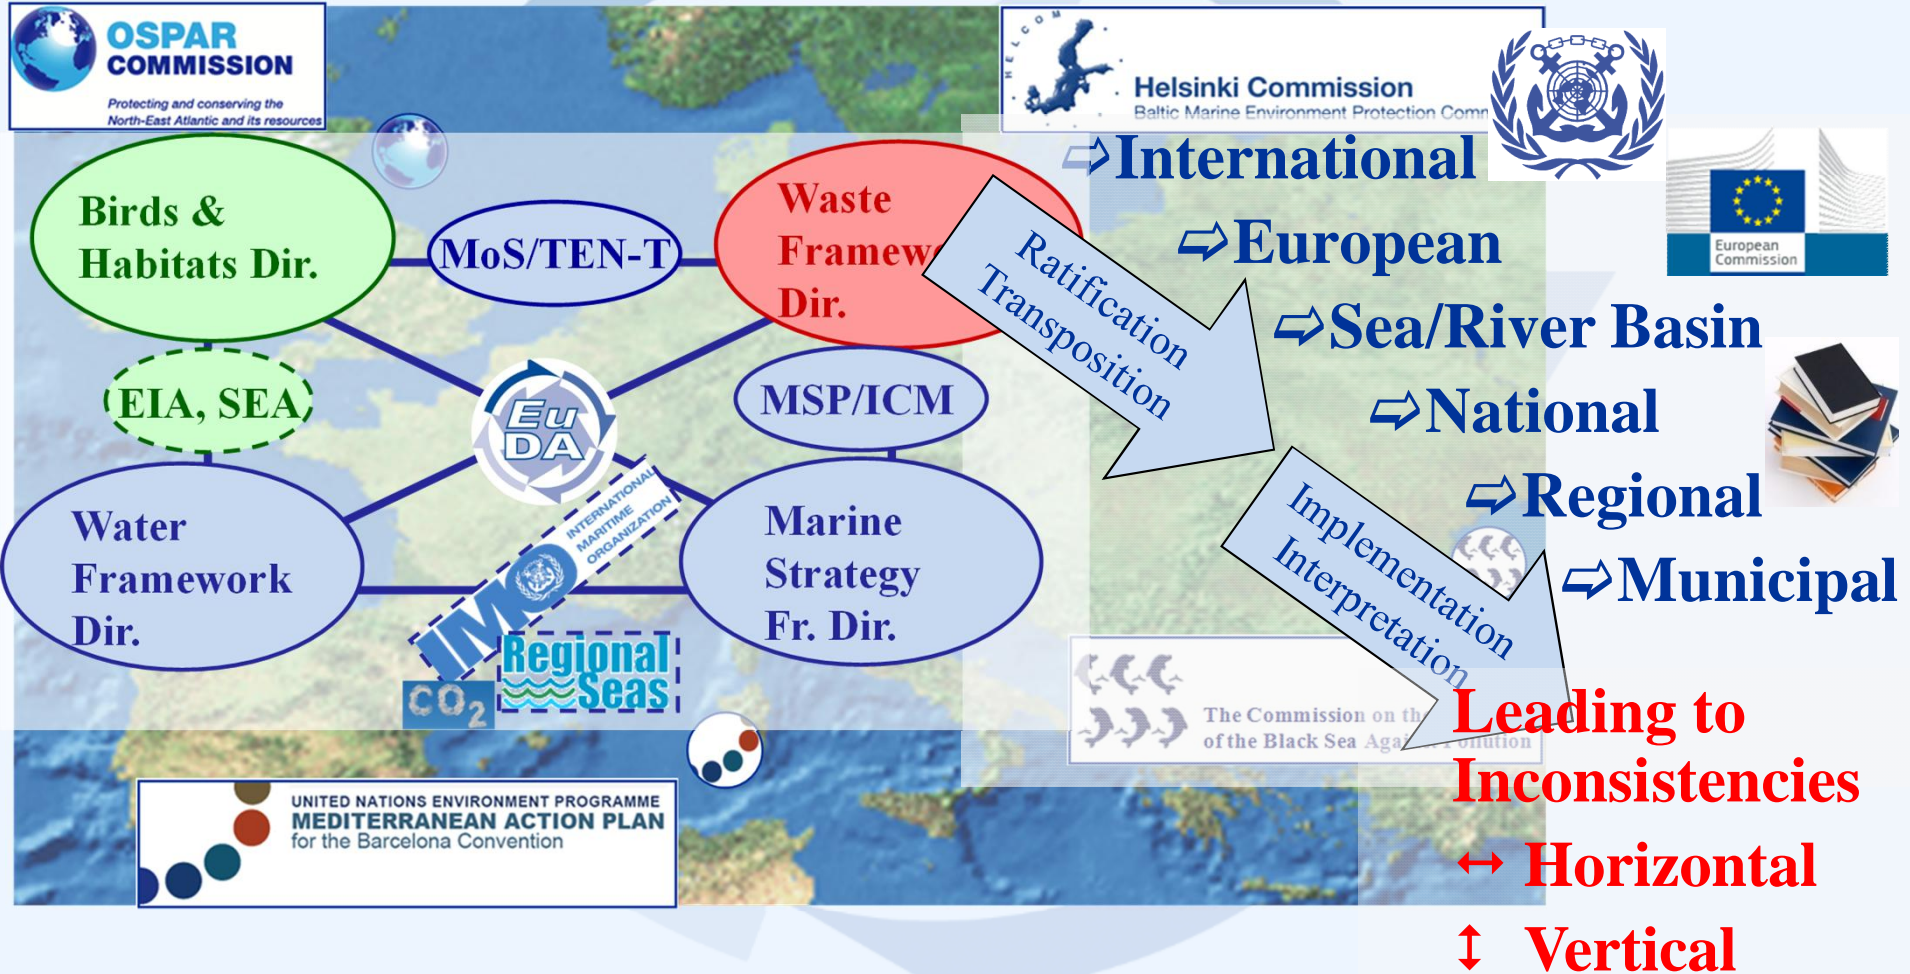 OSPAR
COMMISSION
Protecting and conserving the
North-East Atlantic and its resources
HELCOM
Helsinki Commission
Baltic Marine Environment Protection Comm
Birds &
Habitats Dir.
MoS/TEN-T
Waste
Framew
Dir.
EIA, SEA
Eu
DA
MSP/ICM
Water
Framework
Dir.
Marine
Strategy
Fr. Dir.
IMO
INTERNATIONAL
MARITIME
ORGANIZATION
CO2
Regional
Seas
Ratification
Transposition
Implementation
Interpretation
⇨International
⇨European
⇨Sea/River Basin
⇨National
⇨Regional
⇨Municipal
European
Commission
The Commission on th
of the Black Sea Against Pollution
UNITED NATIONS ENVIRONMENT PROGRAMME
MEDITERRANEAN ACTION PLAN
for the Barcelona Convention
Leading to
Inconsistencies
↔ Horizontal
↕ Vertical